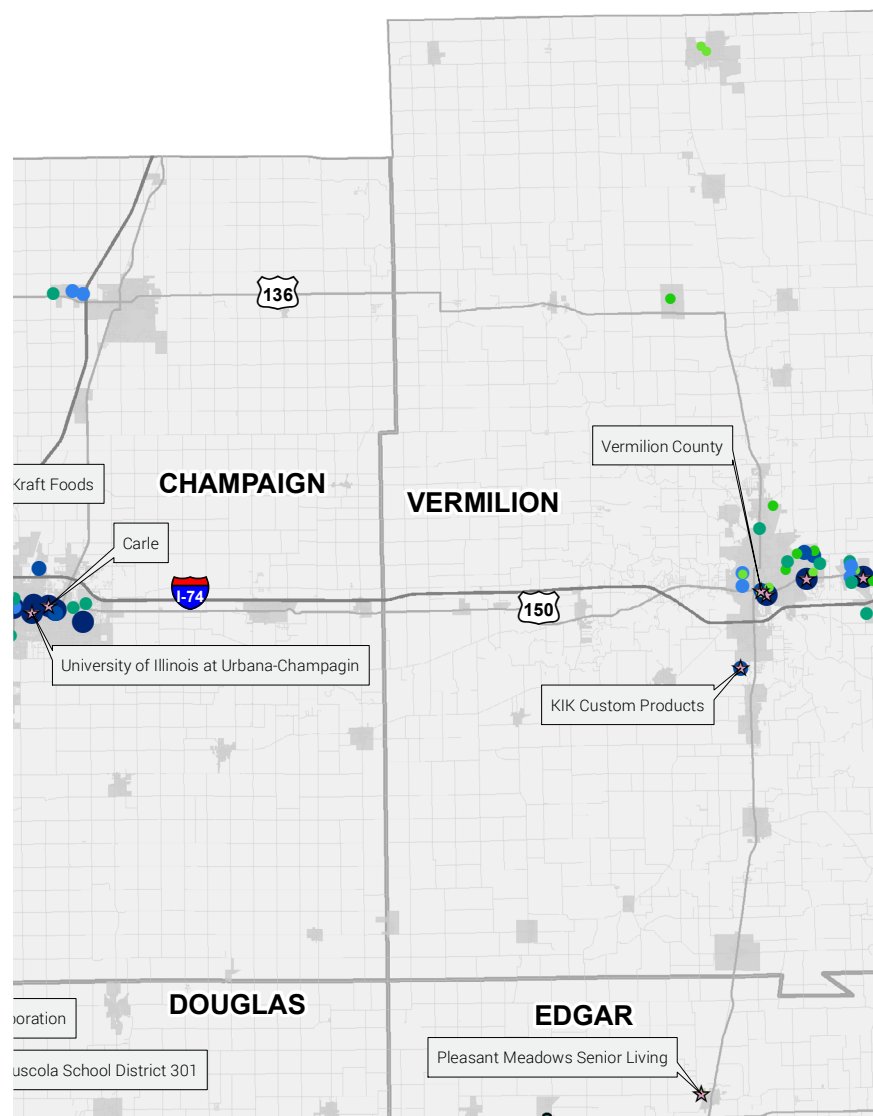 136
Vermilion County
Kraft Foods
CHAMPAIGN
VERMILION
Carle
I-74
150
University of Illinois at Urbana-Champagin
KIK Custom Products
DOUGLAS
EDGAR
poration
uscola School District 301
Pleasant Meadows Senior Living